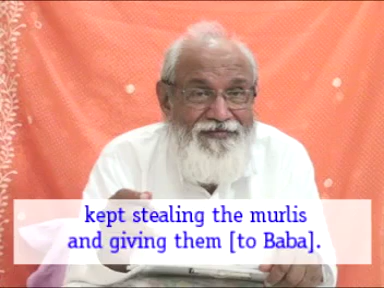 kept stealing the murlis
and giving them [to Baba].